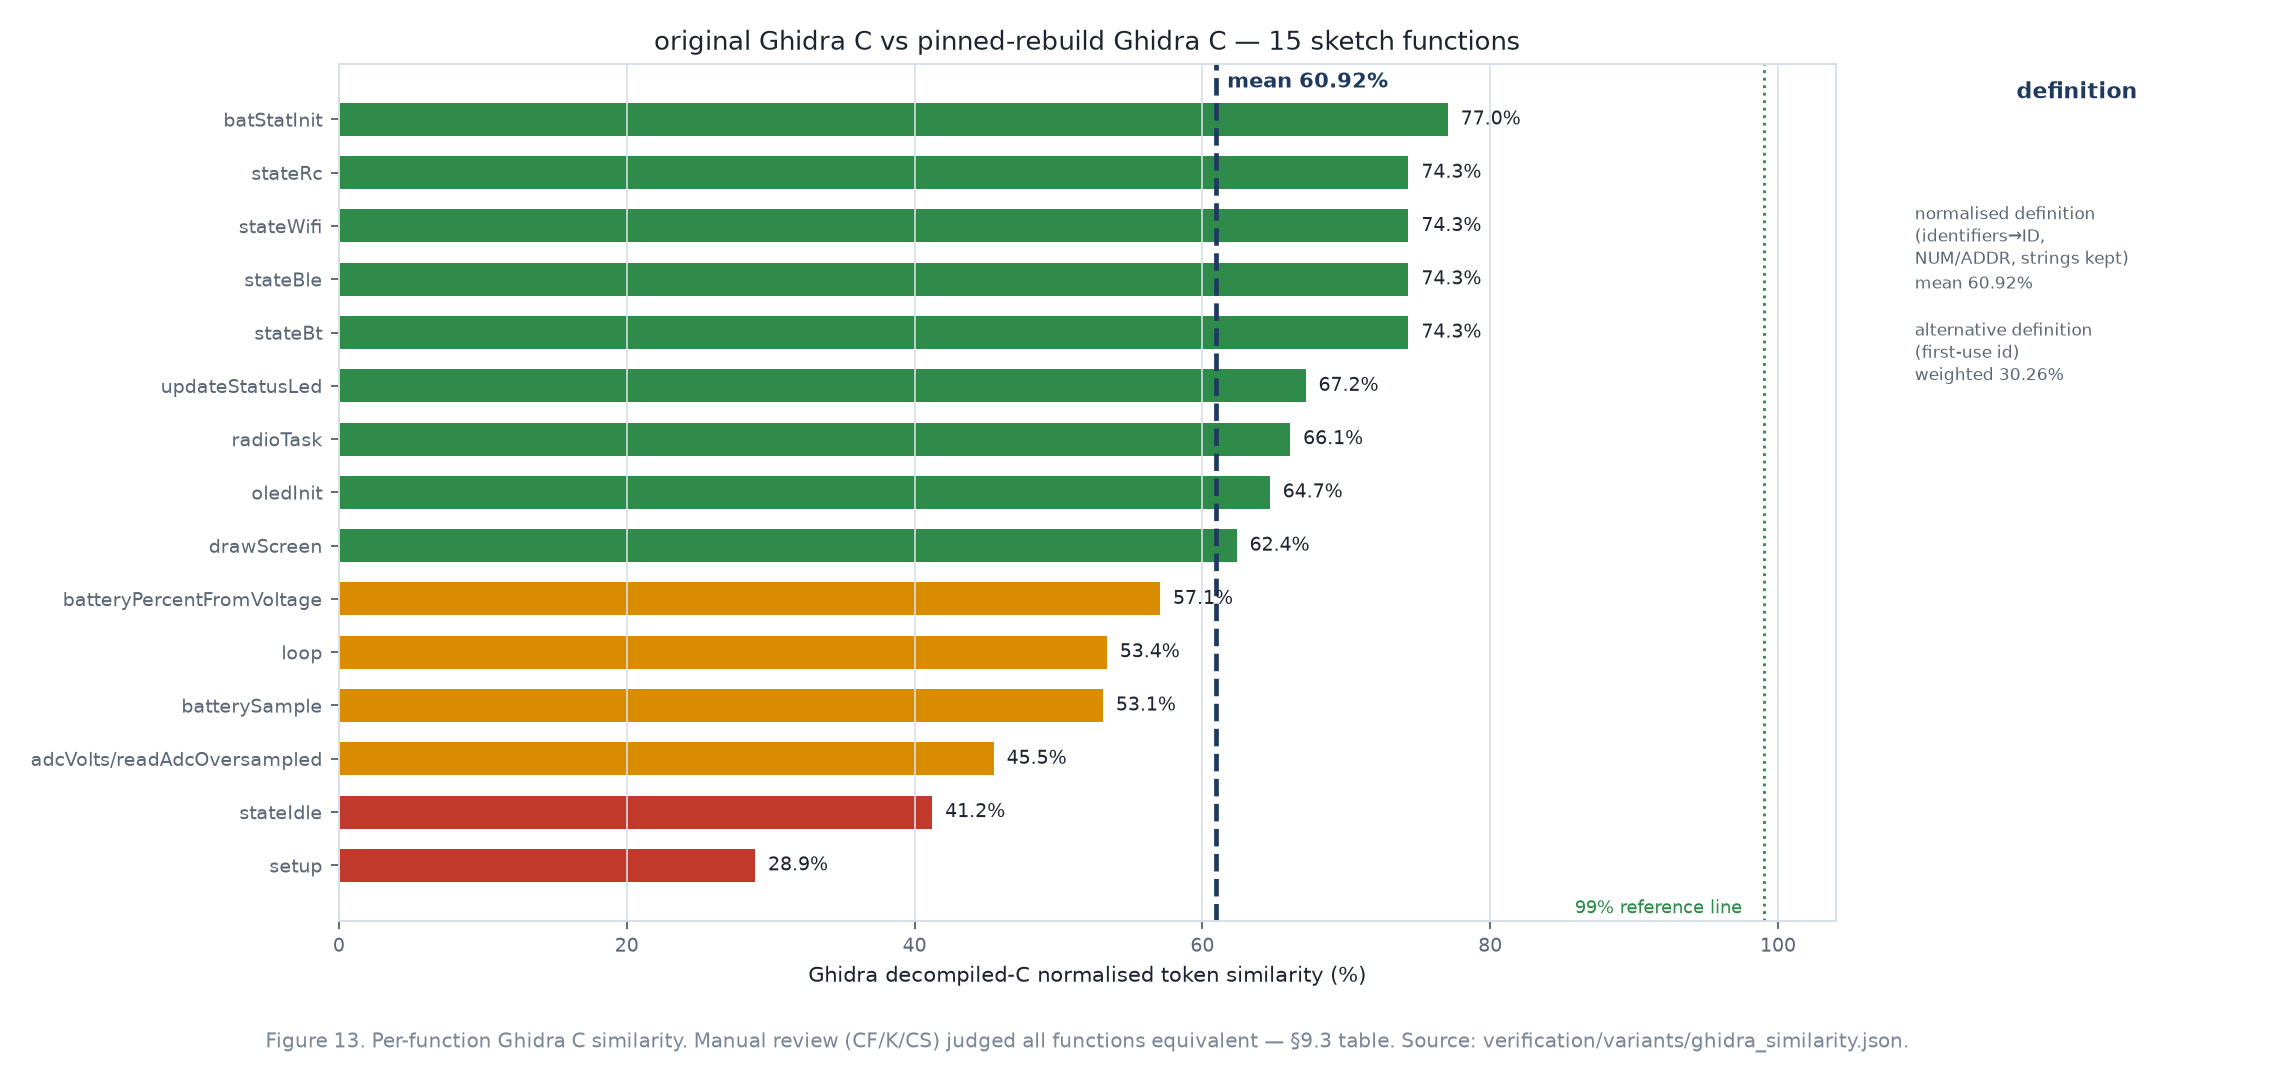 original Ghidra C vs pinned-rebuild Ghidra C — 15 sketch functions
mean 60.92%
batStatInit 77.0%
stateRc 74.3%
stateWifi 74.3%
stateBle 74.3%
stateBt 74.3%
updateStatusLed 67.2%
radioTask 66.1%
oledInit 64.7%
drawScreen 62.4%
batteryPercentFromVoltage 57.1%
loop 53.4%
batterySample 53.1%
adcVolts/readAdcOversampled 45.5%
stateIdle 41.2%
setup 28.9%
99% reference line
0 20 40 60 80 100
Ghidra decompiled-C normalised token similarity (%)
definition
normalised definition
(identifiers→ID,
NUM/ADDR, strings kept)
mean 60.92%
alternative definition
(first-use id)
weighted 30.26%
Figure 13. Per-function Ghidra C similarity. Manual review (CF/K/CS) judged all functions equivalent — §9.3 table. Source: verification/variants/ghidra_similarity.json.